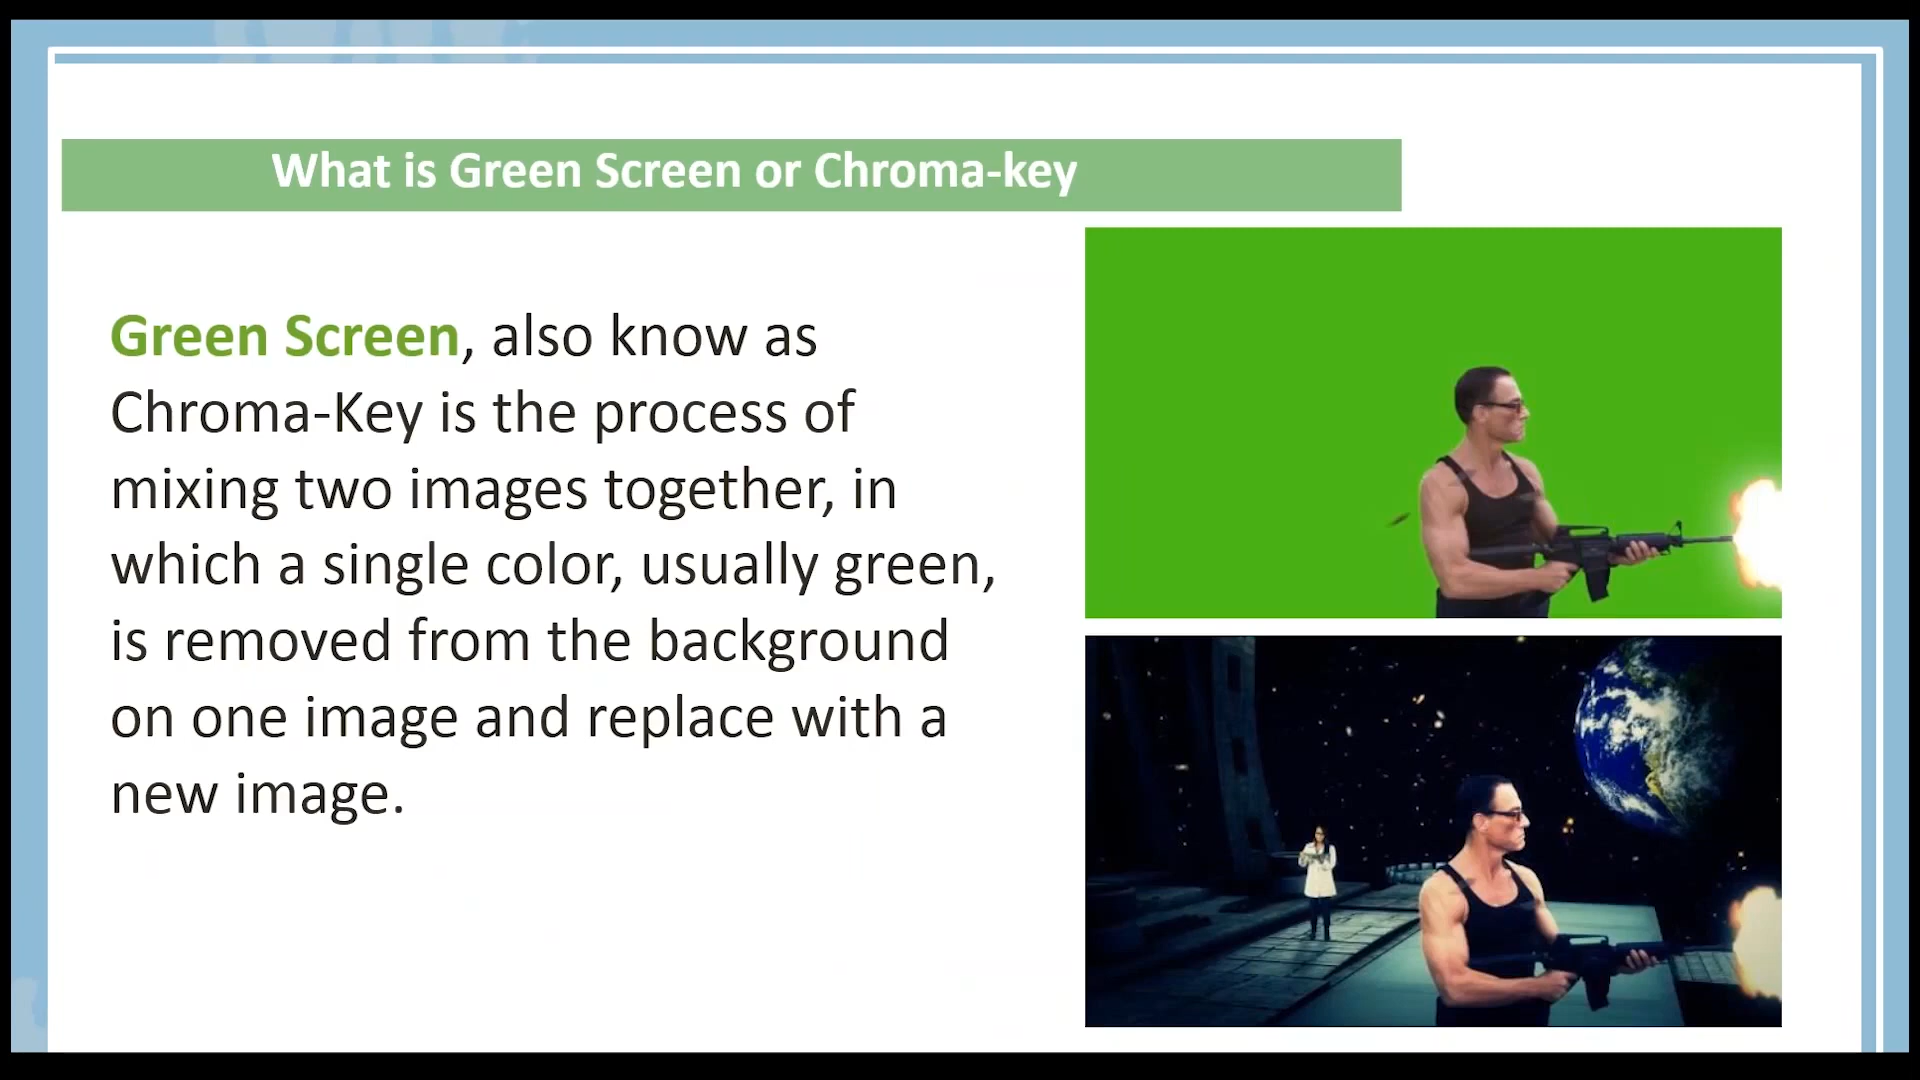 What is Green Screen or Chroma-key
Green Screen, also know as
Chroma-Key is the process of
mixing two images together, in
which a single color, usually green,
is removed from the background
on one image and replace with a
new image.